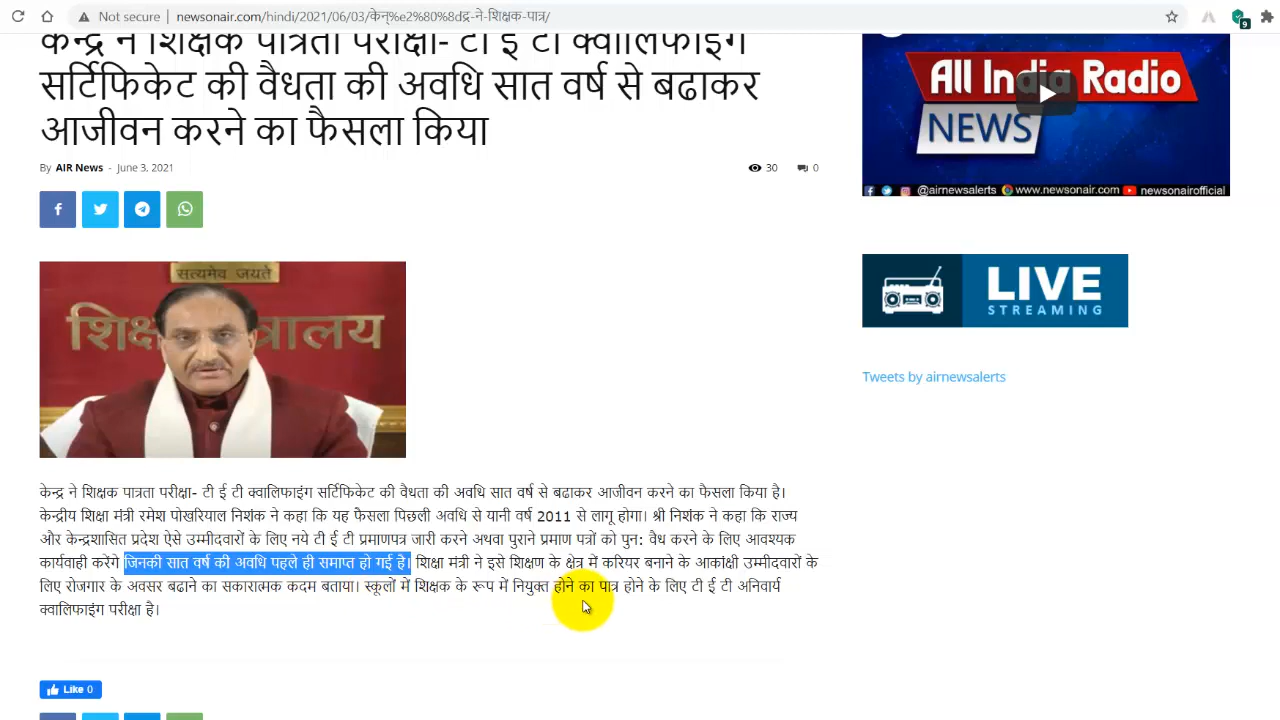 Not secure | newsonair.com/hindi/2021/06/03/केन्%e2%80%8dद्र-ने-शिक्षक-पात्र/
9
केन्द्र ने शिक्षक पात्रता परीक्षा- टी ई टी क्वालिफाइंग
सर्टिफिकेट की वैधता की अवधि सात वर्ष से बढाकर
आजीवन करने का फैसला किया
By AIR News - June 3, 2021
30
0
सत्यमेव जयते
केन्द्र ने शिक्षक पात्रता परीक्षा- टी ई टी क्वालिफाइंग सर्टिफिकेट की वैधता की अवधि सात वर्ष से बढाकर आजीवन करने का फैसला किया है।
केन्द्रीय शिक्षा मंत्री रमेश पोखरियाल निशंक ने कहा कि यह फैसला पिछली अवधि से यानी वर्ष 2011 से लागू होगा। श्री निशंक ने कहा कि राज्य
और केन्द्रशासित प्रदेश ऐसे उम्मीदवारों के लिए नये टी ई टी प्रमाणपत्र जारी करने अथवा पुराने प्रमाण पत्रों को पुन: वैध करने के लिए आवश्यक
कार्यवाही करेंगे जिनकी सात वर्ष की अवधि पहले ही समाप्त हो गई है। शिक्षा मंत्री ने इसे शिक्षण के क्षेत्र में करियर बनाने के आकांक्षी उम्मीदवारों के
लिए रोजगार के अवसर बढाने का सकारात्मक कदम बताया। स्कूलों में शिक्षक के रूप में नियुक्त होने का पात्र होने के लिए टी ई टी अनिवार्य
क्वालिफाइंग परीक्षा है।
Like 0
All India Radio
NEWS
@airnewsalerts www.newsonair.com newsonairofficial
LIVE
STREAMING
Tweets by airnewsalerts